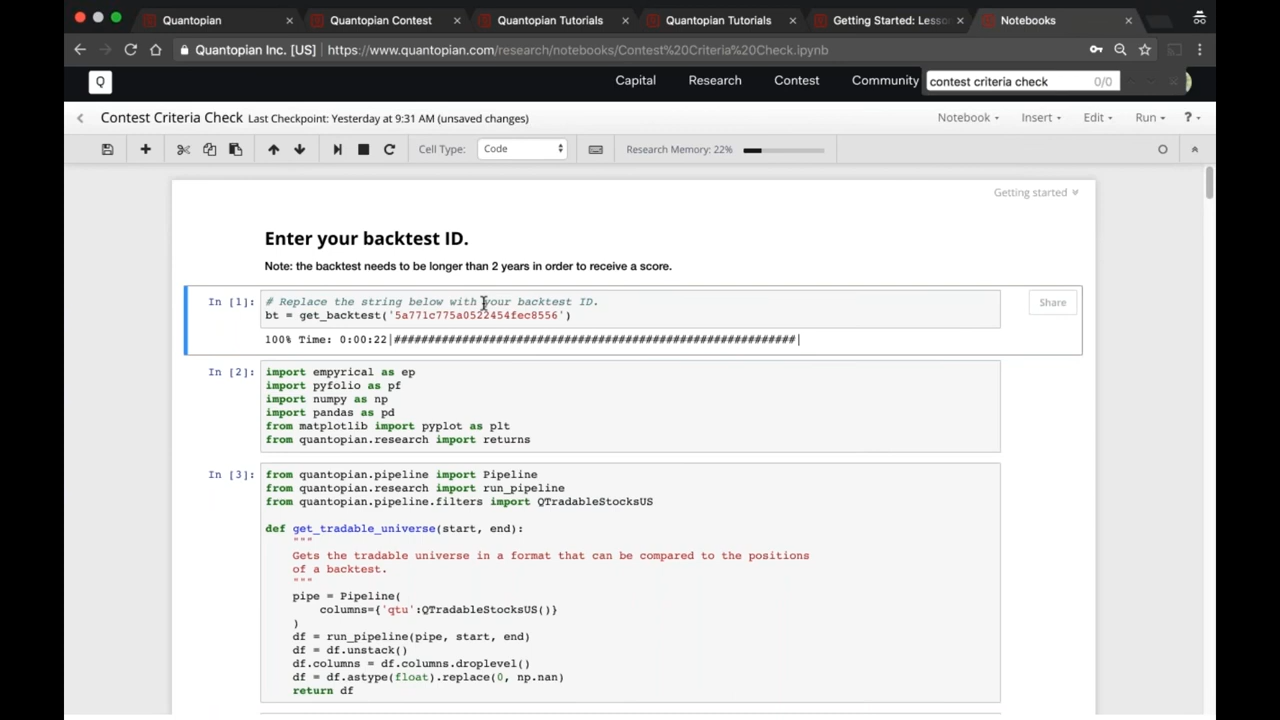 Quantopian
Quantopian Contest
Quantopian Tutorials
Quantopian Tutorials
Getting Started: Lesso
Notebooks
Quantopian Inc. [US]
https://www.quantopian.com/research/notebooks/Contest%20Criteria%20Check.ipynb
Q
Capital
Research
Contest
Community
contest criteria check
0/0
Contest Criteria Check Last Checkpoint: Yesterday at 9:31 AM (unsaved changes)
Notebook
Insert
Edit
Run
?
Cell Type:
Code
Research Memory: 22%
Getting started
Enter your backtest ID.
Note: the backtest needs to be longer than 2 years in order to receive a score.
In [1]:
# Replace the string below with your backtest ID.
bt = get_backtest('5a771c775a0522454fec8556')
Share
100% Time: 0:00:22|###########################################################|
In [2]:
import empyrical as ep
import pyfolio as pf
import numpy as np
import pandas as pd
from matplotlib import pyplot as plt
from quantopian.research import returns
In [3]:
from quantopian.pipeline import Pipeline
from quantopian.research import run_pipeline
from quantopian.pipeline.filters import QTradableStocksUS
def get_tradable_universe(start, end):
"""
Gets the tradable universe in a format that can be compared to the positions
of a backtest.
"""
pipe = Pipeline(
columns={'qtu':QTradableStocksUS()}
)
df = run_pipeline(pipe, start, end)
df = df.unstack()
df.columns = df.columns.droplevel()
df = df.astype(float).replace(0, np.nan)
return df